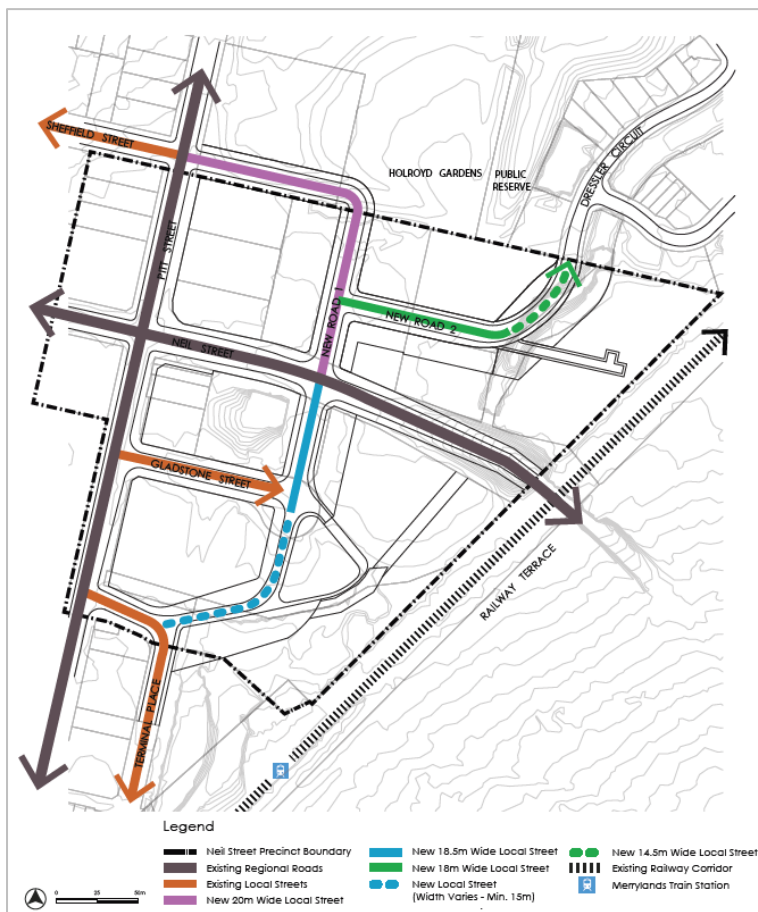 SHEFFIELD STREET
HOLROYD GARDENS PUBLIC
RESERVE
DRESSLER CIRCUIT
PITT STREET
NEW ROAD 1
NEW ROAD 2
NEIL STREET
GLADSTONE STREET
RAILWAY TERRACE
TERMINAL PLACE
Legend
Neil Street Precinct Boundary
Existing Regional Roads
Existing Local Streets
New 20m Wide Local Street
New 18.5m Wide Local Street
New 18m Wide Local Street
New Local Street
(Width Varies - Min. 15m)
New 14.5m Wide Local Street
Existing Railway Corridor
Merrylands Train Station
0 25 50m